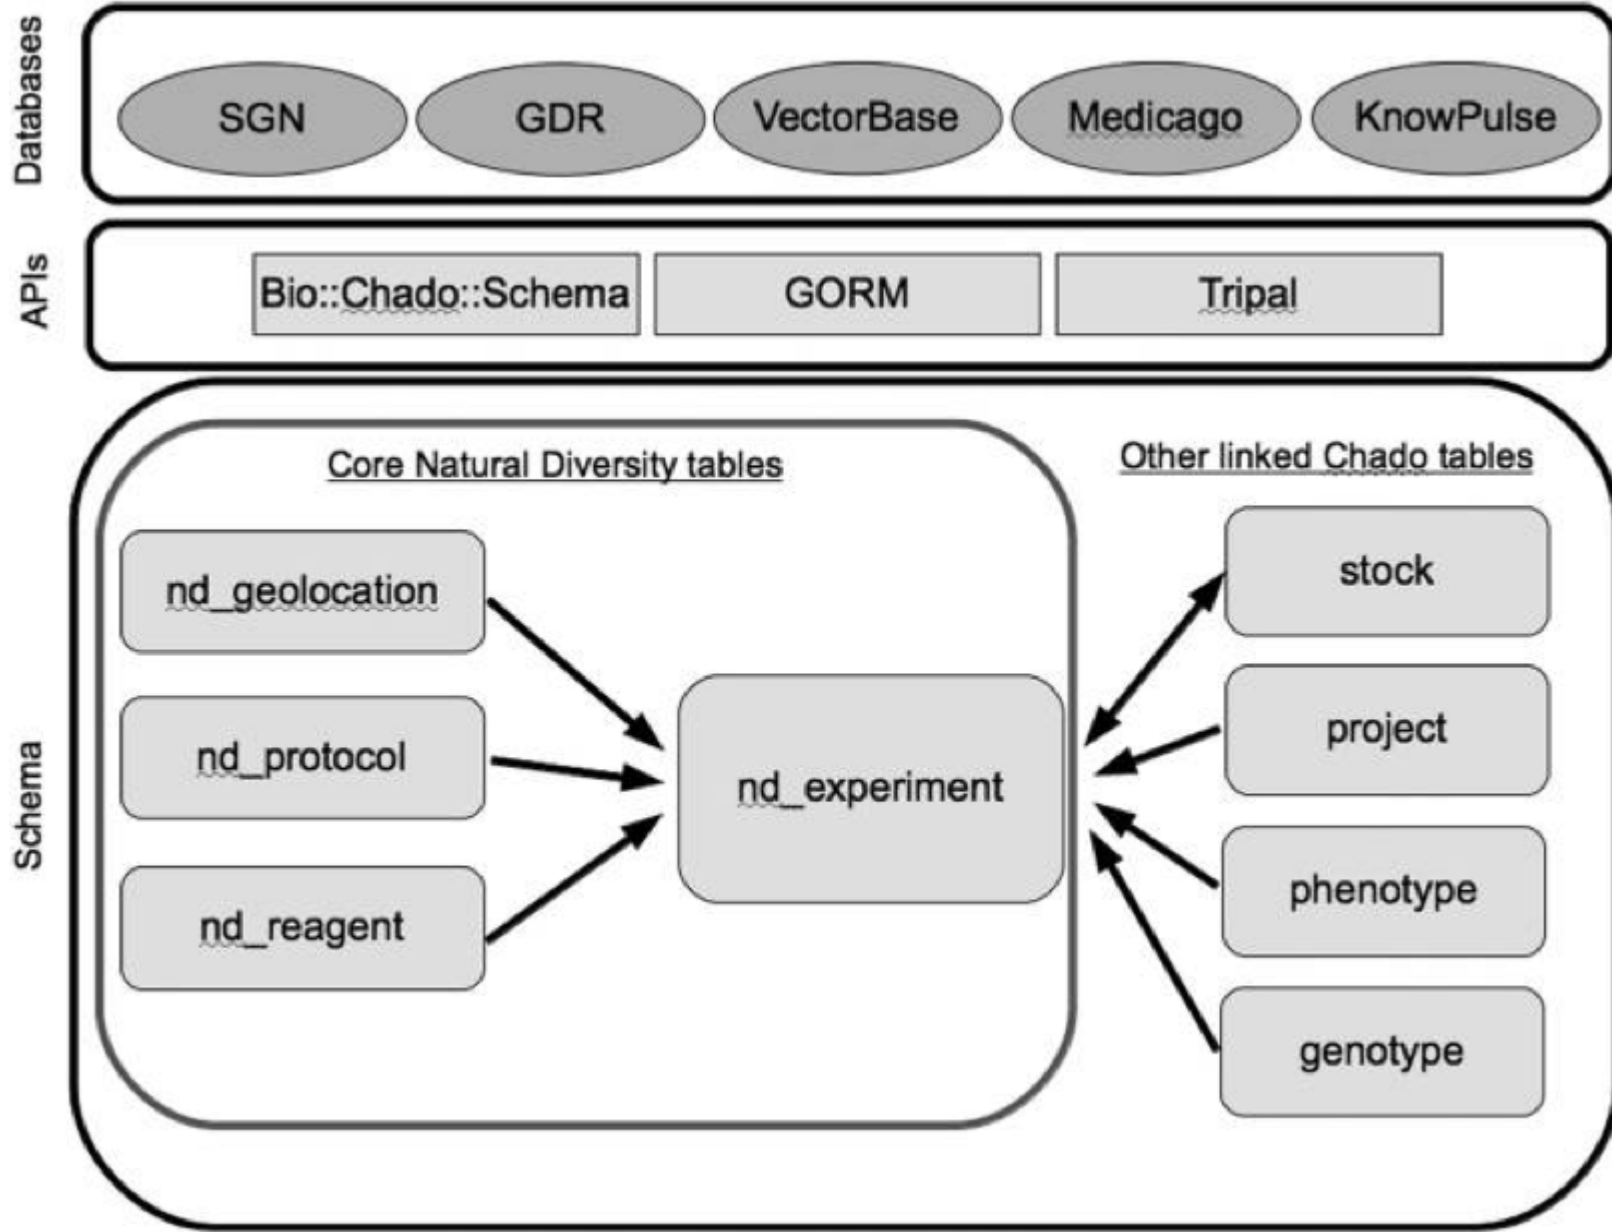 Databases
SGN
GDR
VectorBase
Medicago
KnowPulse
APIs
Bio::Chado::Schema
GORM
Tripal
Schema
Core Natural Diversity tables
nd_geolocation
nd_protocol
nd_reagent
nd_experiment
Other linked Chado tables
stock
project
phenotype
genotype